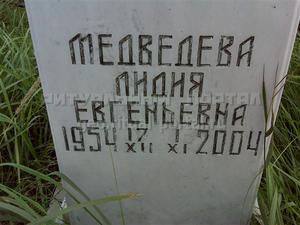 МЕДВЕДЕВА
ЛИДИЯ
ЕВГЕНЬЕВНА
1954 17 XII 1 XI 2004